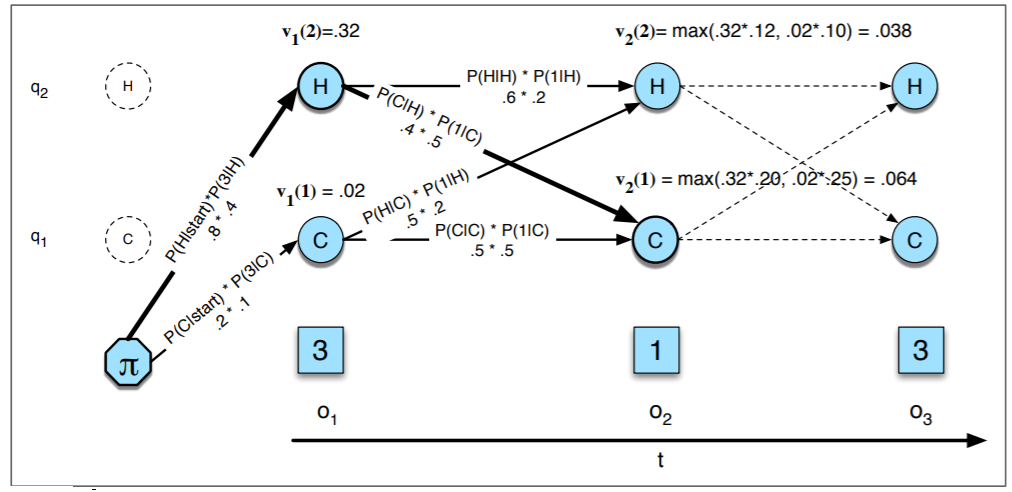 v1(2)=.32
v2(2)= max(.32*.12, .02*.10) = .038
q2
H
H
P(H|H) * P(1|H)
.6 * .2
H
H
P(C|H) * P(1|C)
.4 * .5
P(H|start)*P(3|H)
.8 * .4
v1(1) = .02
P(H|C) * P(1|H)
.5 * .2
v2(1) = max(.32*.20, .02*.25) = .064
q1
C
C
P(C|C) * P(1|C)
.5 * .5
C
C
P(C|start) * P(3|C)
.2 * .1
π
3
1
3
o1
o2
o3
t